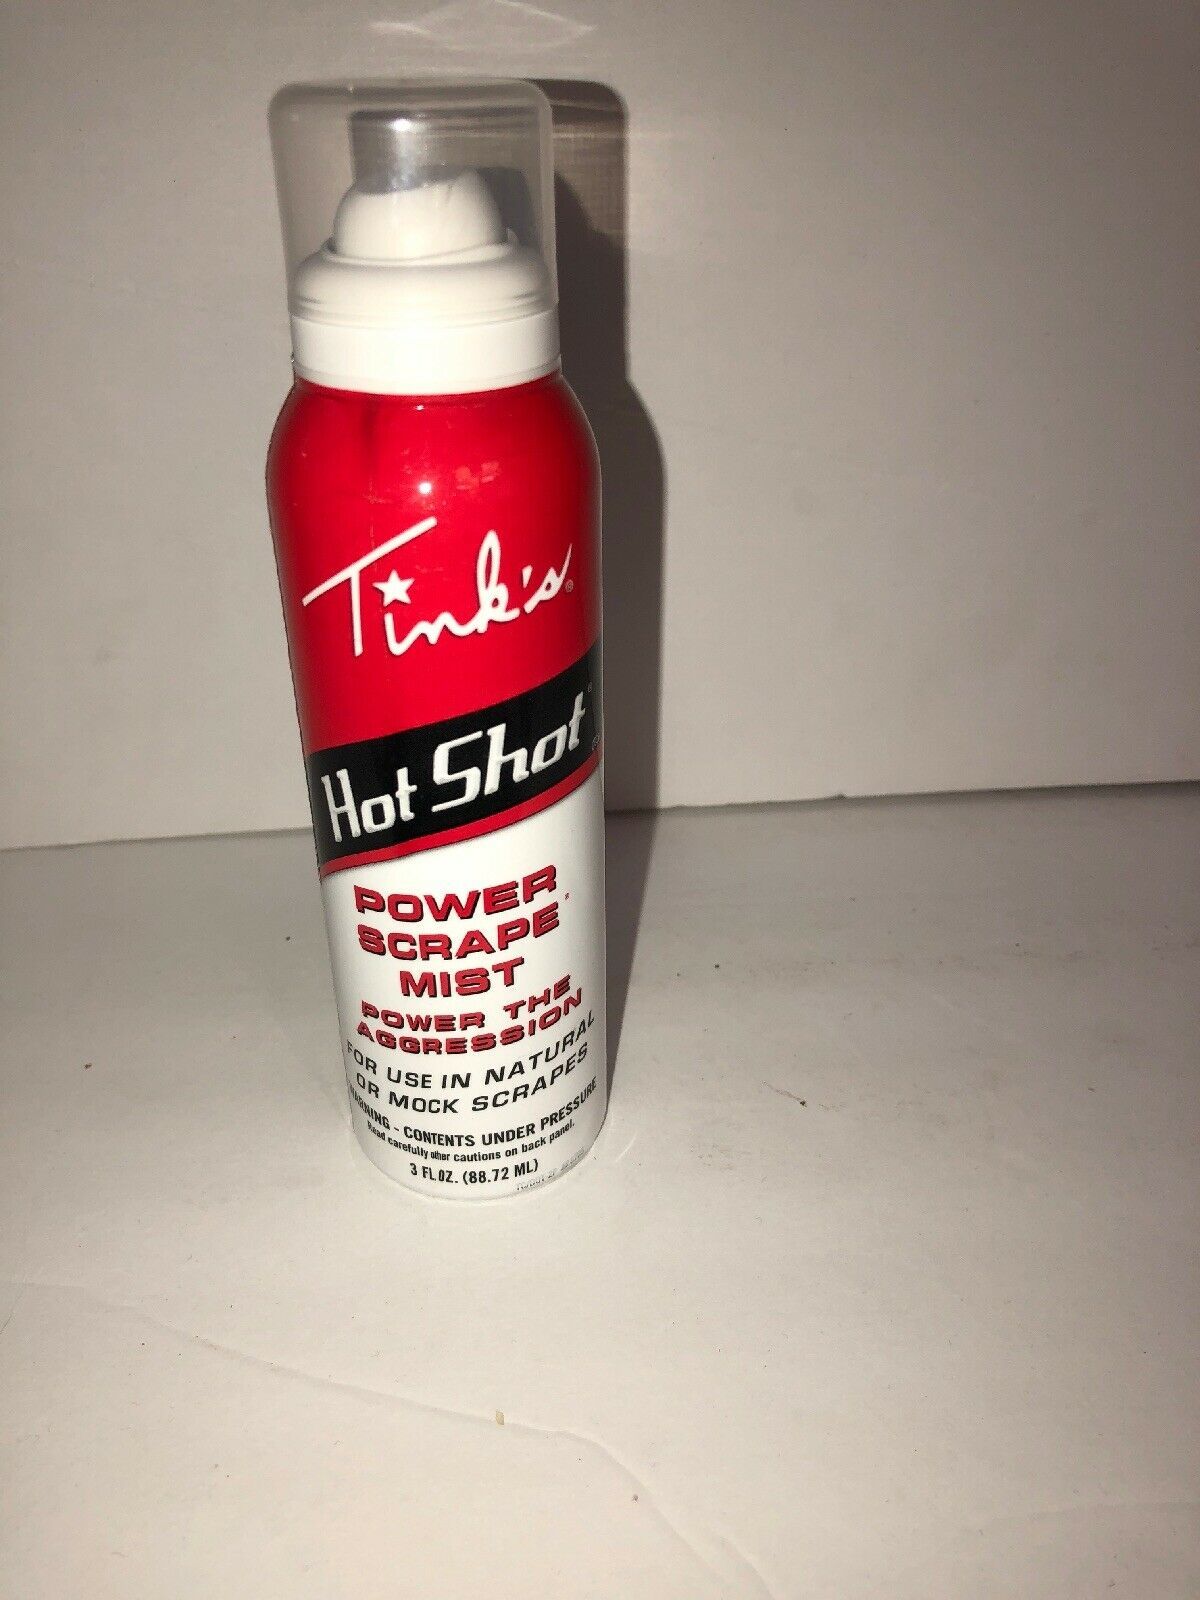 Tink's®
Hot Shot®
POWER
SCRAPE
MIST
POWER THE
AGGRESSION
FOR USE IN NATURAL
OR MOCK SCRAPES
WARNING - CONTENTS UNDER PRESSURE
Read carefully other cautions on back panel.
3 FL OZ. (88.72 ML)